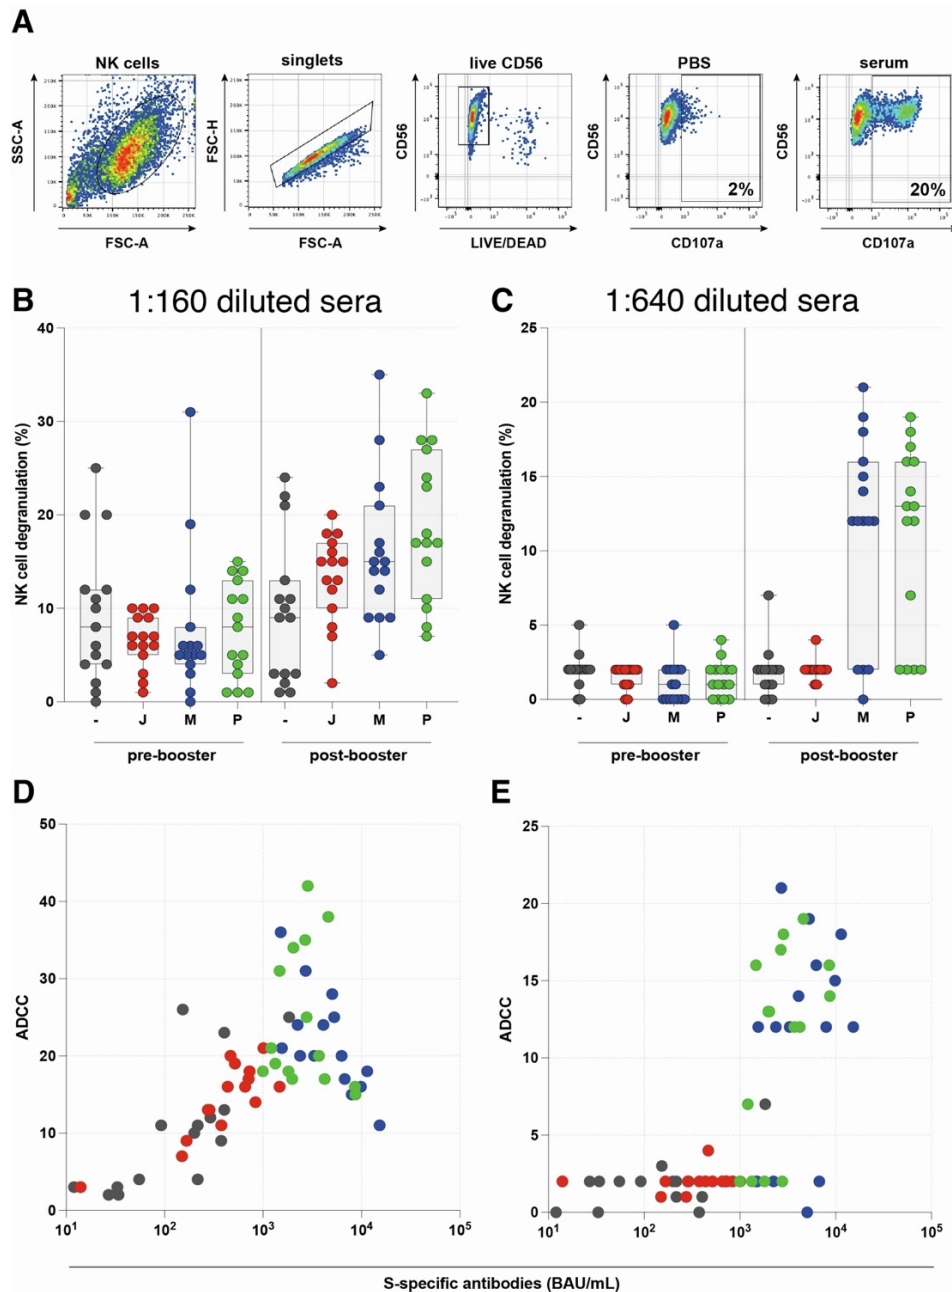 A
NK cells
singlets
live CD56
PBS
serum
SSC-A
FSC-H
CD56
CD56
CD56
2%
20%
FSC-A
FSC-A
LIVE/DEAD
CD107a
CD107a
B
1:160 diluted sera
C
1:640 diluted sera
NK cell degranulation (%)
40
30
20
10
0
- J M P - J M P
pre-booster post-booster
NK cell degranulation (%)
25
20
15
10
5
0
- J M P - J M P
pre-booster post-booster
D
ADCC
50
40
30
20
10
0
10¹ 10² 10³ 10⁴ 10⁵
E
ADCC
25
20
15
10
5
0
10¹ 10² 10³ 10⁴ 10⁵
S-specific antibodies (BAU/mL)